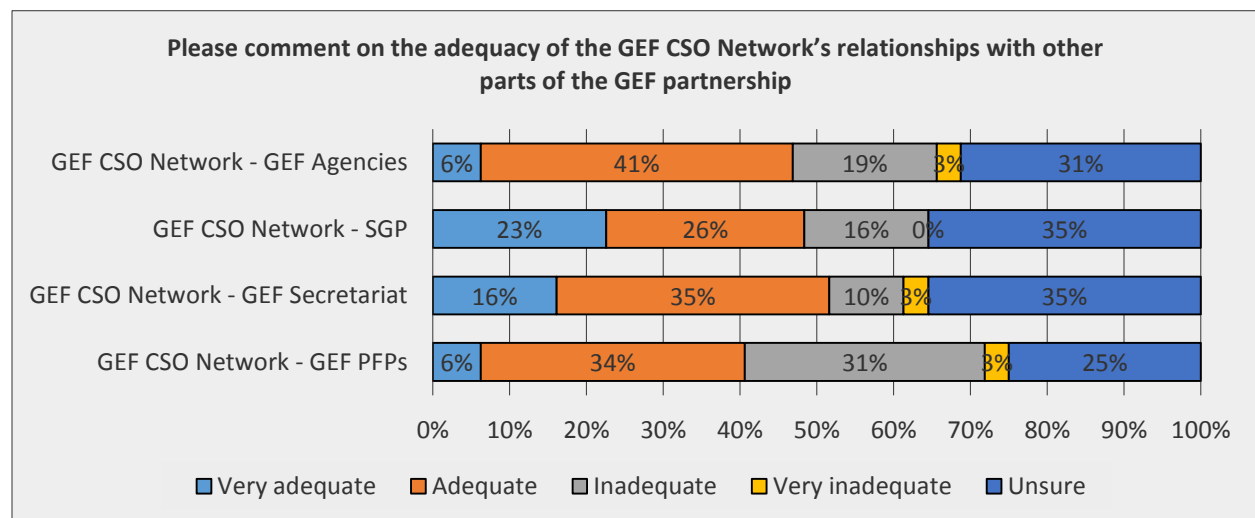 Please comment on the adequacy of the GEF CSO Network's relationships with other
parts of the GEF partnership
GEF CSO Network - GEF Agencies 6% 41% 19% 3% 31%
GEF CSO Network - SGP 23% 26% 16% 0% 35%
GEF CSO Network - GEF Secretariat 16% 35% 10% 3% 35%
GEF CSO Network - GEF PFPs 6% 34% 31% 3% 25%
0% 10% 20% 30% 40% 50% 60% 70% 80% 90% 100%
Very adequate Adequate Inadequate Very inadequate Unsure